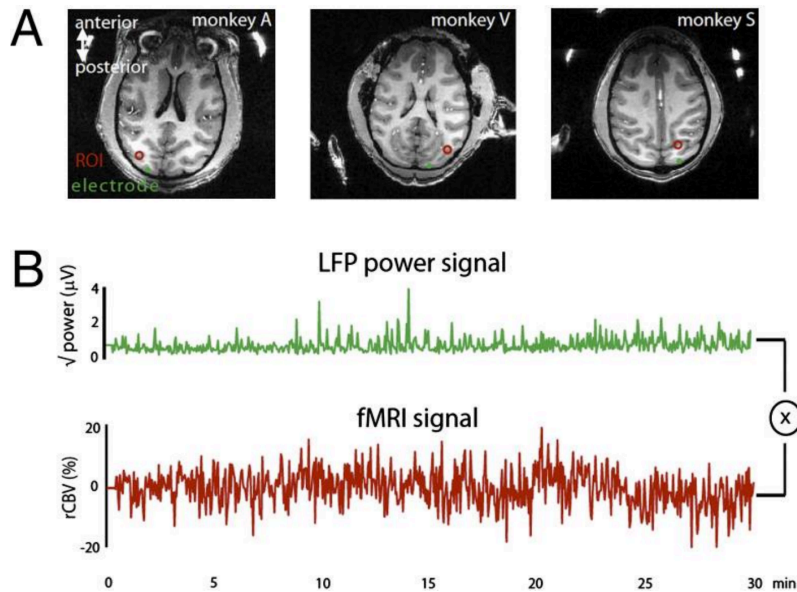 A
anterior
posterior
ROI
electrode
monkey A
monkey V
monkey S
B
LFP power signal
√ power (µV)
4
2
0
fMRI signal
rCBV (%)
20
0
-20
x
0 5 10 15 20 25 30 min